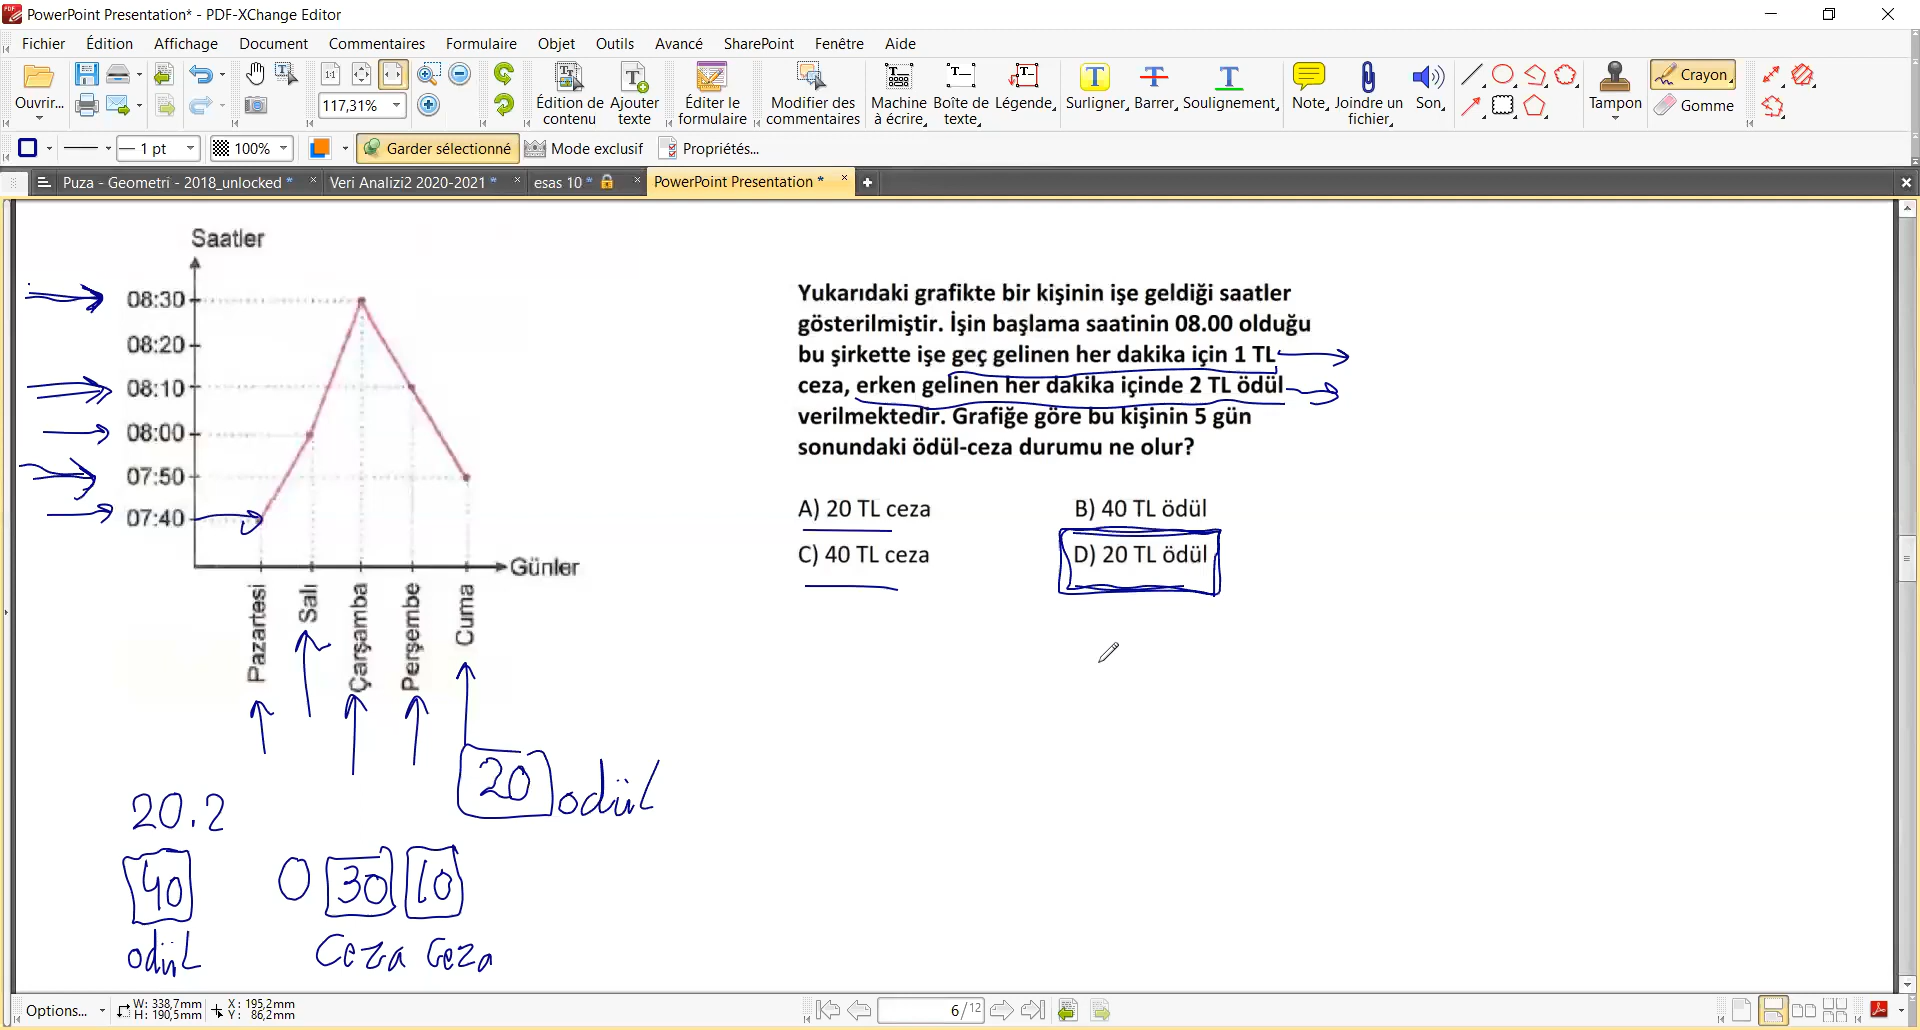 PowerPoint Presentation* - PDF-XChange Editor
Fichier Édition Affichage Document Commentaires Formulaire Objet Outils Avancé SharePoint Fenêtre Aide
Ouvrir...
117,31%
Édition de contenu
Ajouter texte
Éditer le formulaire
Modifier des commentaires
Machine à écrire
Boîte de texte
Légende
Surligner
Barrer
Soulignement
Note
Joindre un fichier
Son
Tampon
Crayon
Gomme
1 pt 100% Garder sélectionné Mode exclusif Propriétés...
Puza - Geometri - 2018_unlocked * Veri Analizi2 2020-2021 * esas 10 * PowerPoint Presentation *
Saatler
08:30
08:20
08:10
08:00
07:50
07:40
Günler
Pazartesi
Salı
Çarşamba
Perşembe
Cuma
20 ödül
20.2
40 0 30 10
ödül ceza ceza
Yukarıdaki grafikte bir kişinin işe geldiği saatler
gösterilmiştir. İşin başlama saatinin 08.00 olduğu
bu şirkette işe geç gelinen her dakika için 1 TL
ceza, erken gelinen her dakika içinde 2 TL ödül
verilmektedir. Grafiğe göre bu kişinin 5 gün
sonundaki ödül-ceza durumu ne olur?
A) 20 TL ceza B) 40 TL ödül
C) 40 TL ceza D) 20 TL ödül
Options... W: 338,7mm X: 195,2mm
H: 190,5mm Y: 86,2mm
6/12